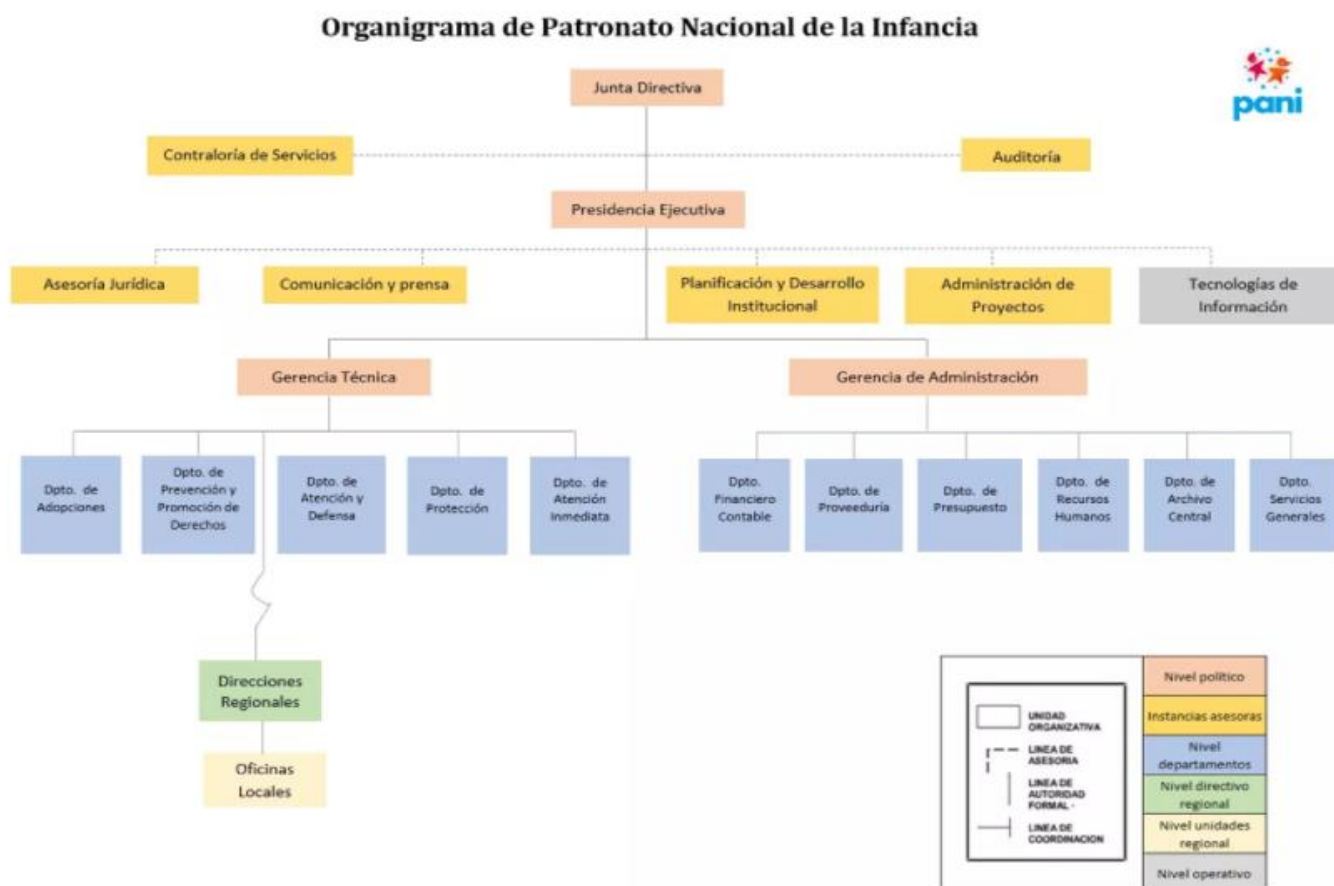 Organigrama de Patronato Nacional de la Infancia
pani
Junta Directiva
Contraloría de Servicios
Auditoría
Presidencia Ejecutiva
Asesoría Jurídica
Comunicación y prensa
Planificación y Desarrollo
Institucional
Administración de
Proyectos
Tecnologías de
Información
Gerencia Técnica
Gerencia de Administración
Dpto. de
Adopciones
Dpto. de
Prevención y
Promoción de
Derechos
Dpto. de
Atención y
Defensa
Dpto. de
Protección
Dpto. de
Atención
Inmediata
Dpto.
Financiero
Contable
Dpto. de
Proveeduría
Dpto. de
Presupuesto
Dpto. de
Recursos
Humanos
Dpto. de
Archivo
Central
Dpto.
Servicios
Generales
Direcciones
Regionales
Oficinas
Locales
UNIDAD
ORGANIZATIVA
LINEA DE
ASESORIA
LINEA DE
AUTORIDAD
FORMAL -
LINEA DE
COORDINACION
Nivel político
Instancias asesoras
Nivel
departamentos
Nivel directivo
regional
Nivel unidades
regional
Nivel operativo